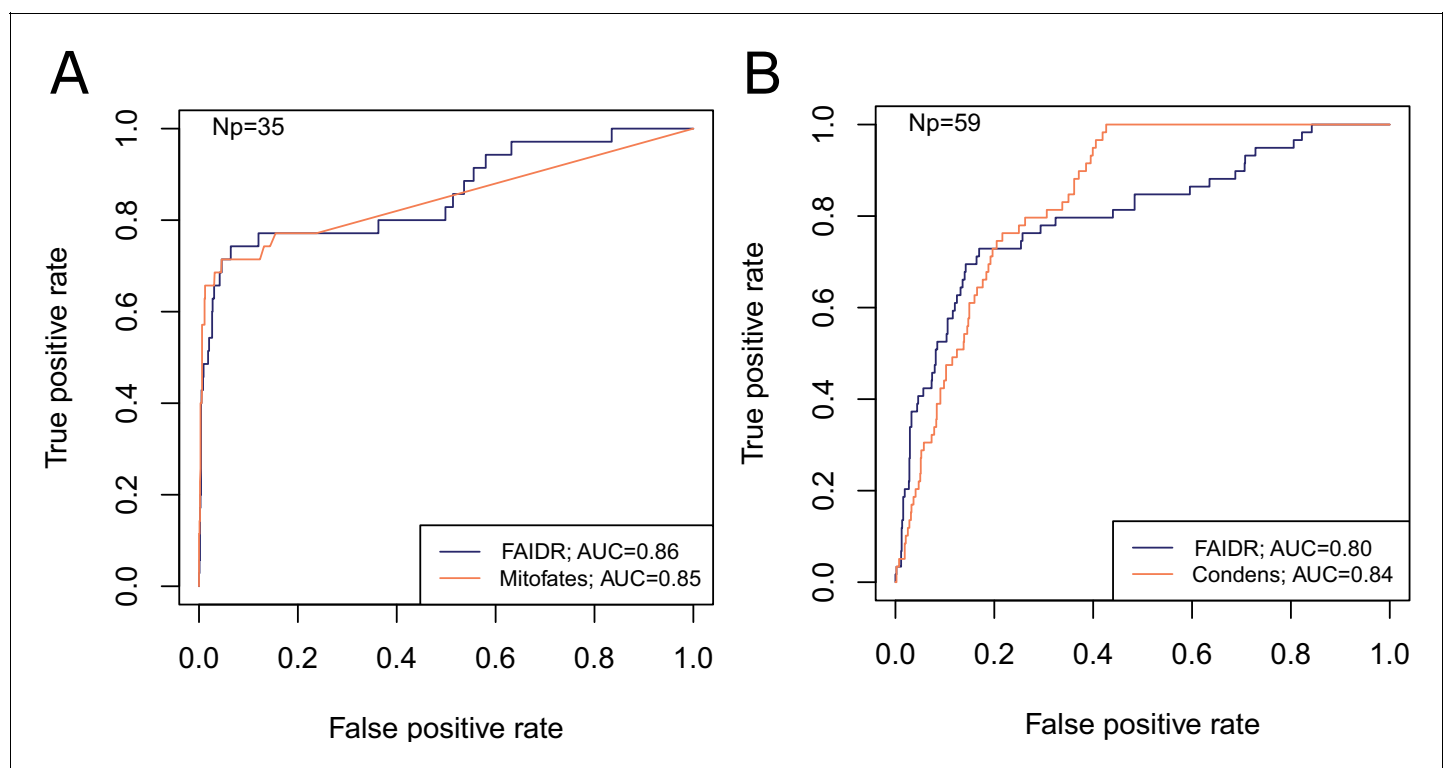 A
Np=35
True positive rate
0.0
0.2
0.4
0.6
0.8
1.0
FAIDR; AUC=0.86
Mitofates; AUC=0.85
0.0 0.2 0.4 0.6 0.8 1.0
False positive rate
B
Np=59
True positive rate
0.0
0.2
0.4
0.6
0.8
1.0
FAIDR; AUC=0.80
Condens; AUC=0.84
0.0 0.2 0.4 0.6 0.8 1.0
False positive rate